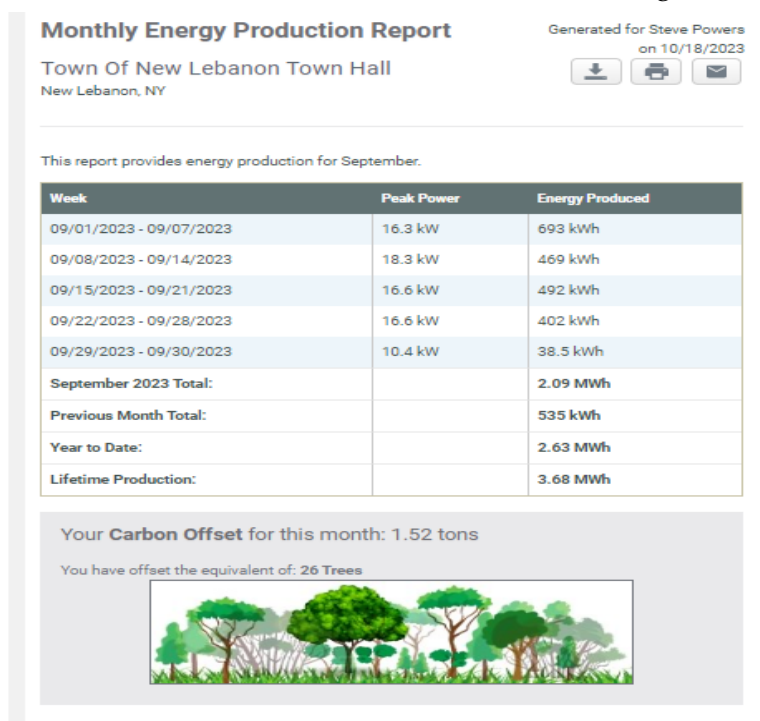 Monthly Energy Production Report
Generated for Steve Powers
on 10/18/2023
Town Of New Lebanon Town Hall
New Lebanon, NY
This report provides energy production for September.
Week Peak Power Energy Produced
09/01/2023 - 09/07/2023 16.3 kW 693 kWh
09/08/2023 - 09/14/2023 18.3 kW 469 kWh
09/15/2023 - 09/21/2023 16.6 kW 492 kWh
09/22/2023 - 09/28/2023 16.6 kW 402 kWh
09/29/2023 - 09/30/2023 10.4 kW 38.5 kWh
September 2023 Total: 2.09 MWh
Previous Month Total: 535 kWh
Year to Date: 2.63 MWh
Lifetime Production: 3.68 MWh
Your Carbon Offset for this month: 1.52 tons
You have offset the equivalent of: 26 Trees